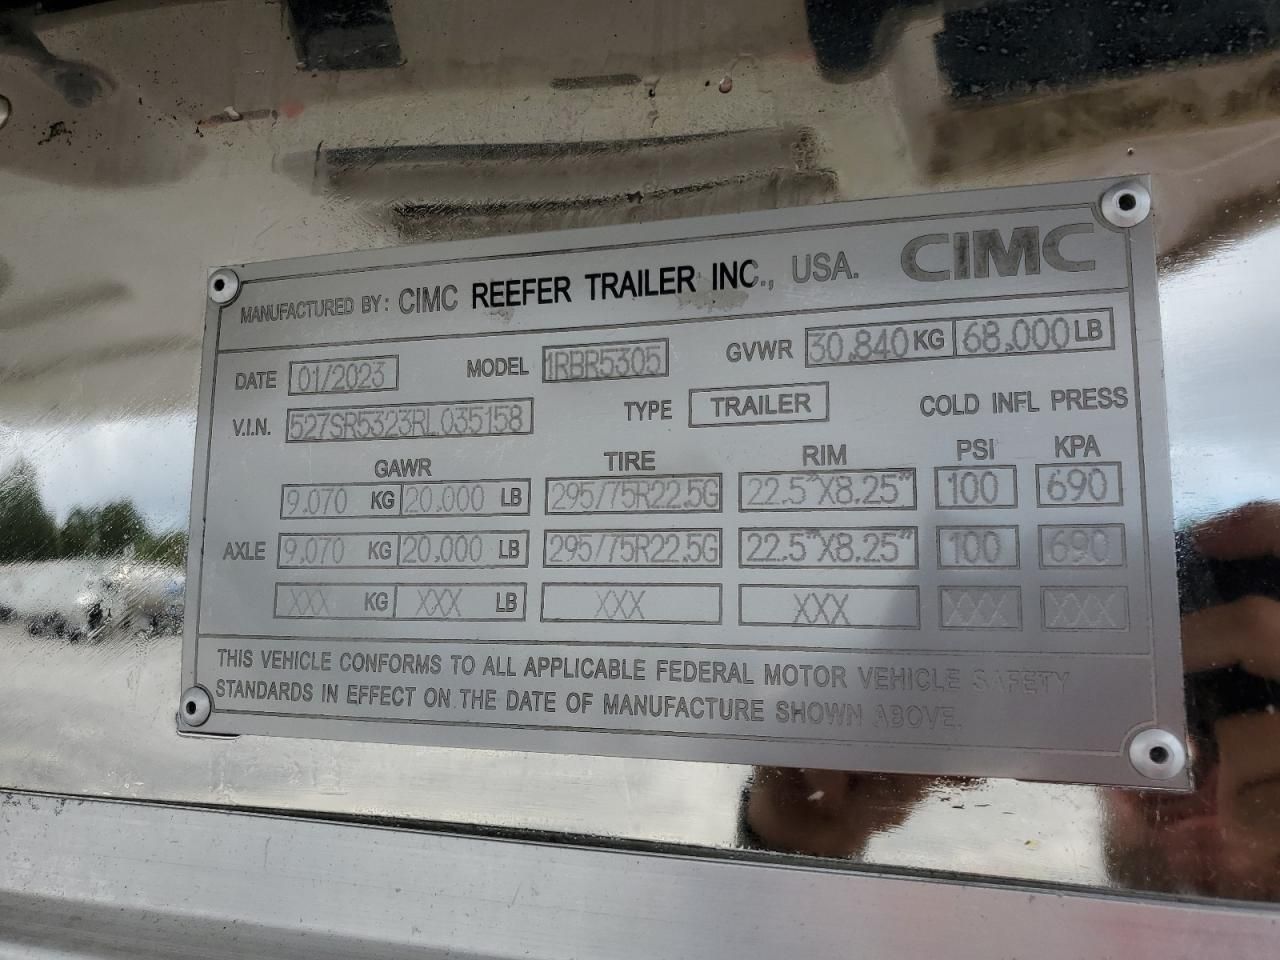 MANUFACTURED BY: CIMC REEFER TRAILER INC., USA. CIMC
DATE 01/2023 MODEL 1RBR5305 GVWR 30.840 KG 68.000 LB
V.I.N. 527SR5323RL035158 TYPE TRAILER COLD INFL PRESS
GAWR TIRE RIM PSI KPA
9.070 KG 20.000 LB 295/75R22.5G 22.5"X8.25" 100 690
AXLE 9.070 KG 20.000 LB 295/75R22.5G 22.5"X8.25" 100 690
XXX KG XXX LB XXX XXX XXX XXX
THIS VEHICLE CONFORMS TO ALL APPLICABLE FEDERAL MOTOR VEHICLE SAFETY
STANDARDS IN EFFECT ON THE DATE OF MANUFACTURE SHOWN ABOVE.